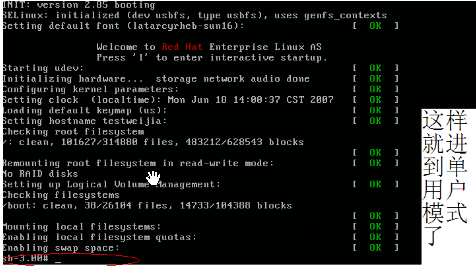 INIT: version 2.85 booting
SELinux: initialized (dev usbfs, type usbfs), uses genfs_contexts
Setting default font (latarcyrheb-sun16): [ OK ]
Welcome to Red Hat Enterprise Linux AS
Press 'I' to enter interactive startup.
Starting udev: [ OK ]
Initializing hardware... storage network audio done [ OK ]
Configuring kernel parameters: [ OK ]
Setting clock (localtime): Mon Jun 18 14:00:37 CST 2007 [ OK ]
Loading default keymap (us): [ OK ]
Setting hostname testweijia: [ OK ]
Checking root filesystem
/: clean, 101627/314880 files, 483212/628543 blocks
[ OK ]
Remounting root filesystem in read-write mode: [ OK ]
No RAID disks
Setting up Logical Volume Management: [ OK ]
Checking filesystems
/boot: clean, 38/26104 files, 14733/104388 blocks
[ OK ]
Mounting local filesystems: [ OK ]
Enabling local filesystem quotas: [ OK ]
Enabling swap space: [ OK ]
sh-3.00# _
这样
就进
到单
用户
模式
了